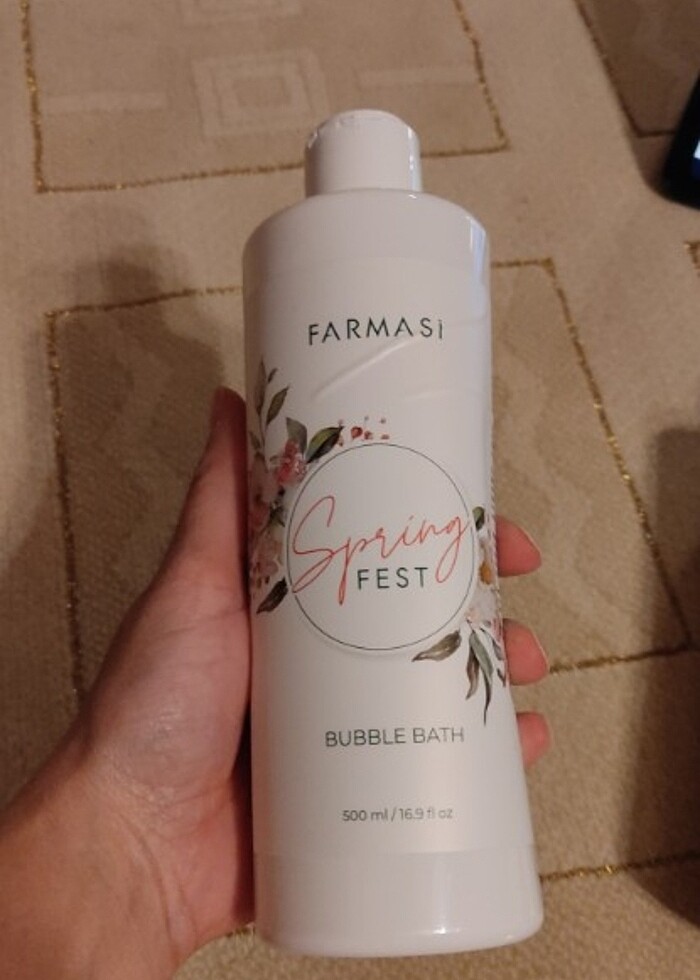 FARMASi
Spring
FEST
BUBBLE BATH
500 ml / 16.9 fl oz